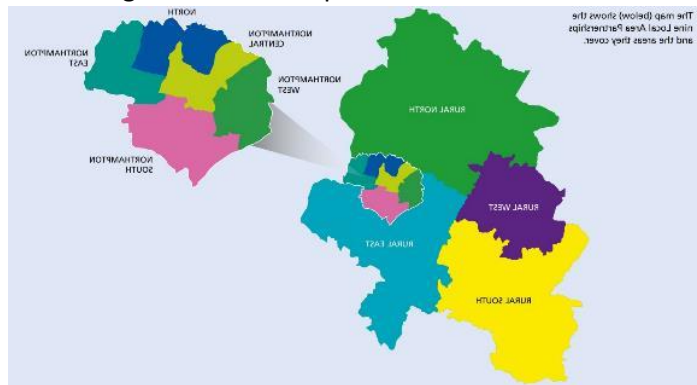 The map (below) shows the
nine Local Area Partnerships
and the areas they cover.
NORTH
NORTHAMPTON
CENTRAL
NORTHAMPTON
EAST
NORTHAMPTON
WEST
NORTHAMPTON
SOUTH
RURAL NORTH
RURAL WEST
RURAL EAST
RURAL SOUTH